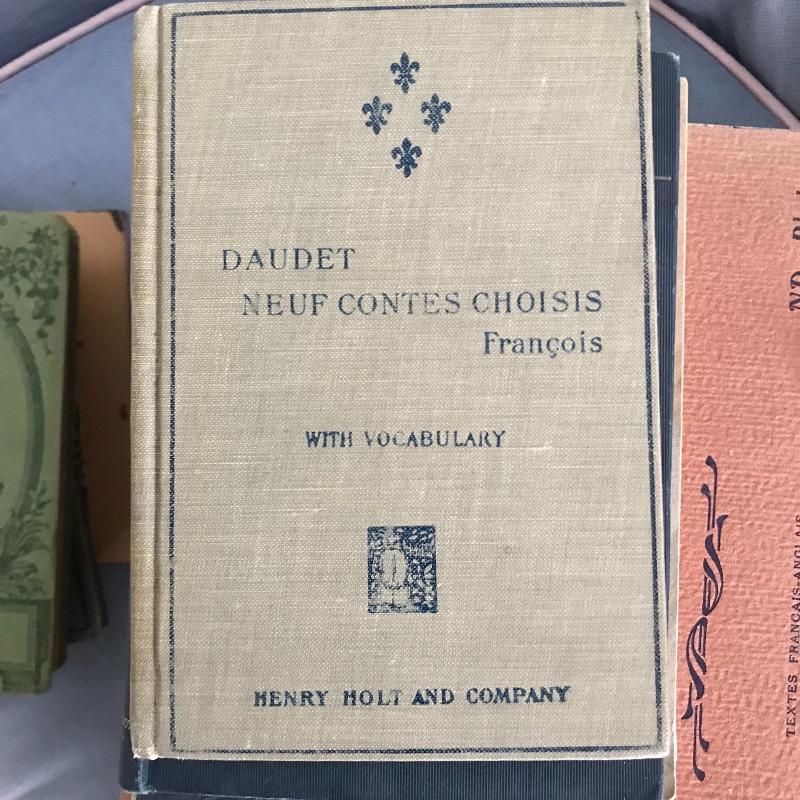 DAUDET
NEUF CONTES CHOISIS
François
WITH VOCABULARY
HENRY HOLT AND COMPANY
TEXTES FRANÇAIS-ANGLAIS